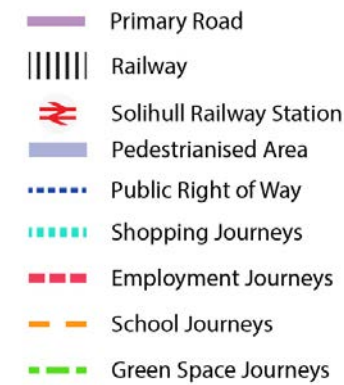 Primary Road
Railway
Solihull Railway Station
Pedestrianised Area
Public Right of Way
Shopping Journeys
Employment Journeys
School Journeys
Green Space Journeys